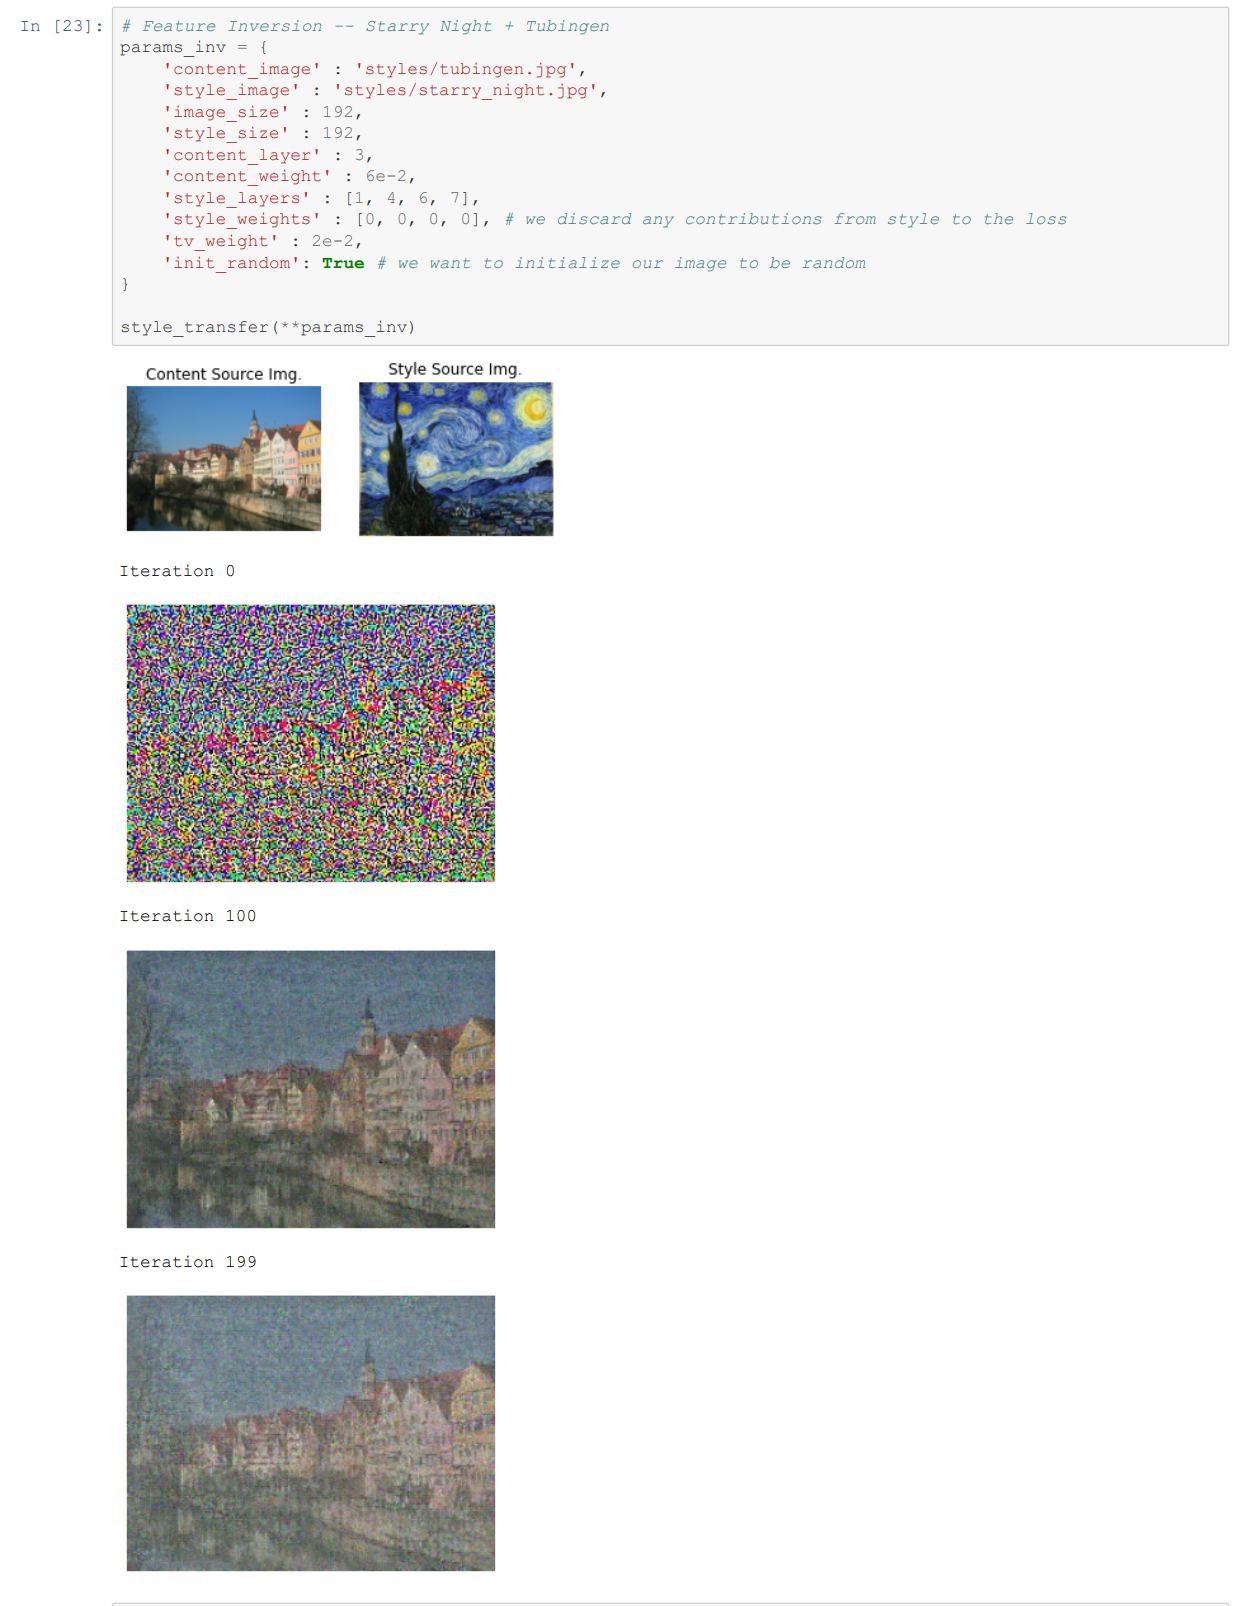 In [23]: # Feature Inversion -- Starry Night + Tubingen
params_inv = {
    'content_image' : 'styles/tubingen.jpg',
    'style_image' : 'styles/starry_night.jpg',
    'image_size' : 192,
    'style_size' : 192,
    'content_layer' : 3,
    'content_weight' : 6e-2,
    'style_layers' : [1, 4, 6, 7],
    'style_weights' : [0, 0, 0, 0], # we discard any contributions from style to the loss
    'tv_weight' : 2e-2,
    'init_random': True # we want to initialize our image to be random
}
style_transfer(**params_inv)
Content Source Img.
Style Source Img.
Iteration 0
Iteration 100
Iteration 199